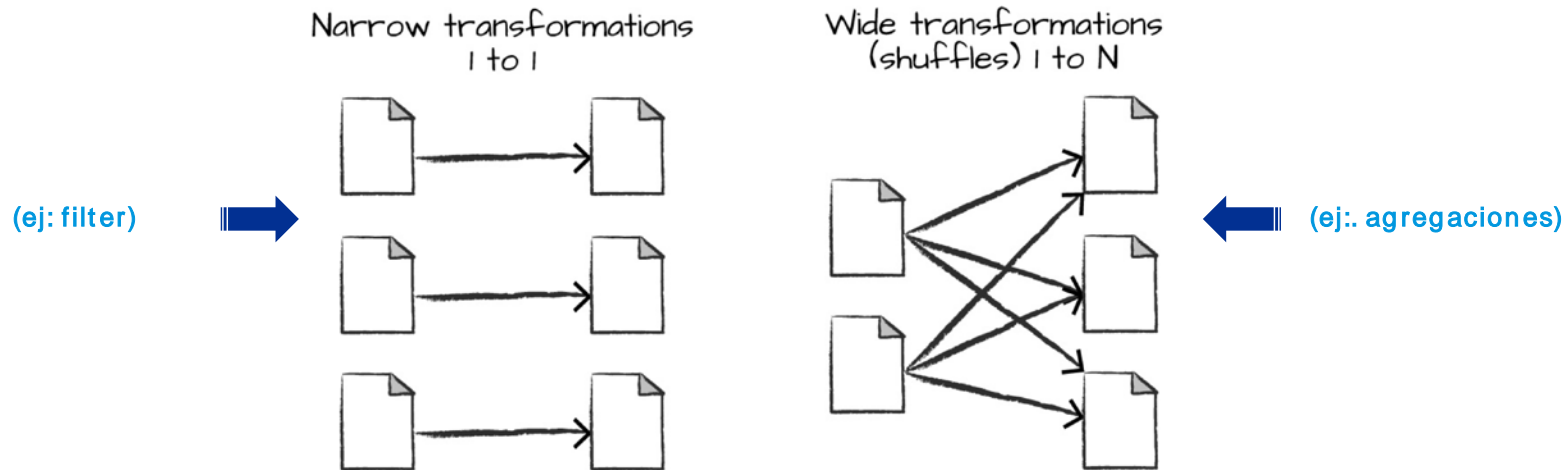 Narrow transformations
1 to 1
Wide transformations
(shuffles) 1 to N
(ej: filter)
(ej:. agregaciones)